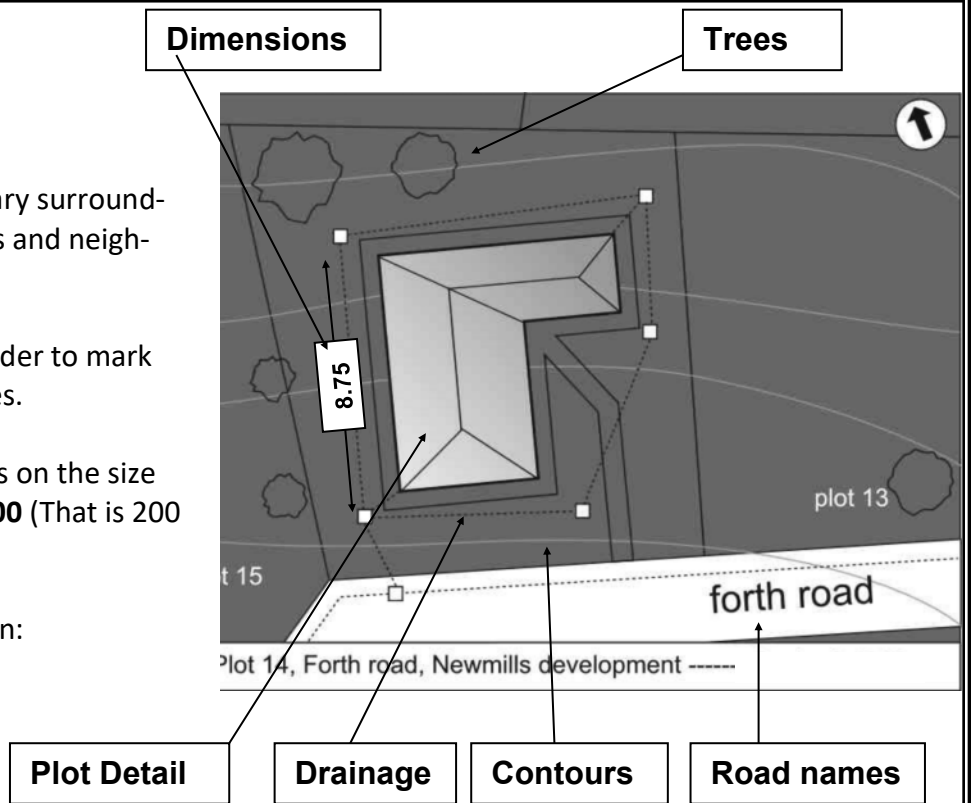 Dimensions
Trees
ary surround-
s and neigh-
der to mark
es.
s on the size
00 (That is 200
n:
8.75
plot 13
t 15
forth road
Plot 14, Forth road, Newmills development ------
Plot Detail
Drainage
Contours
Road names